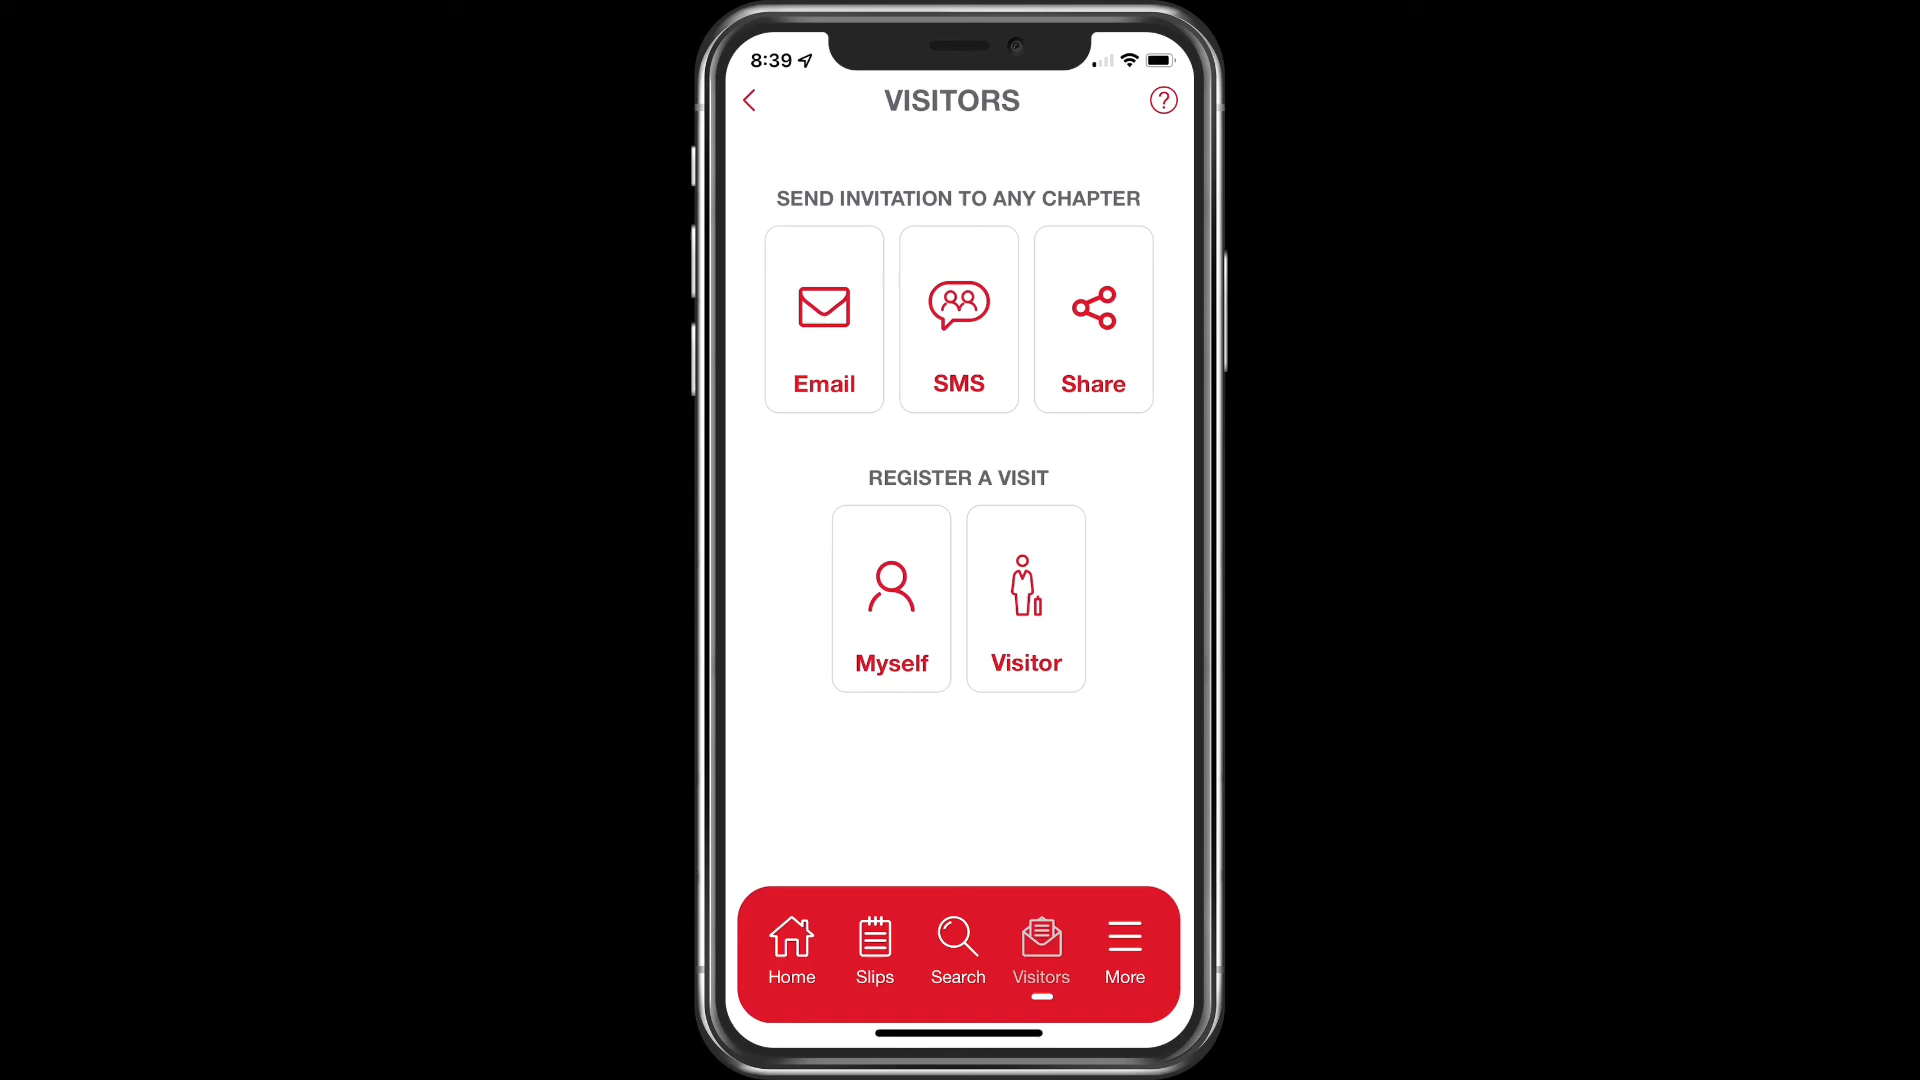 8:39
VISITORS
?
SEND INVITATION TO ANY CHAPTER
Email SMS Share
REGISTER A VISIT
Myself Visitor
Home Slips Search Visitors More